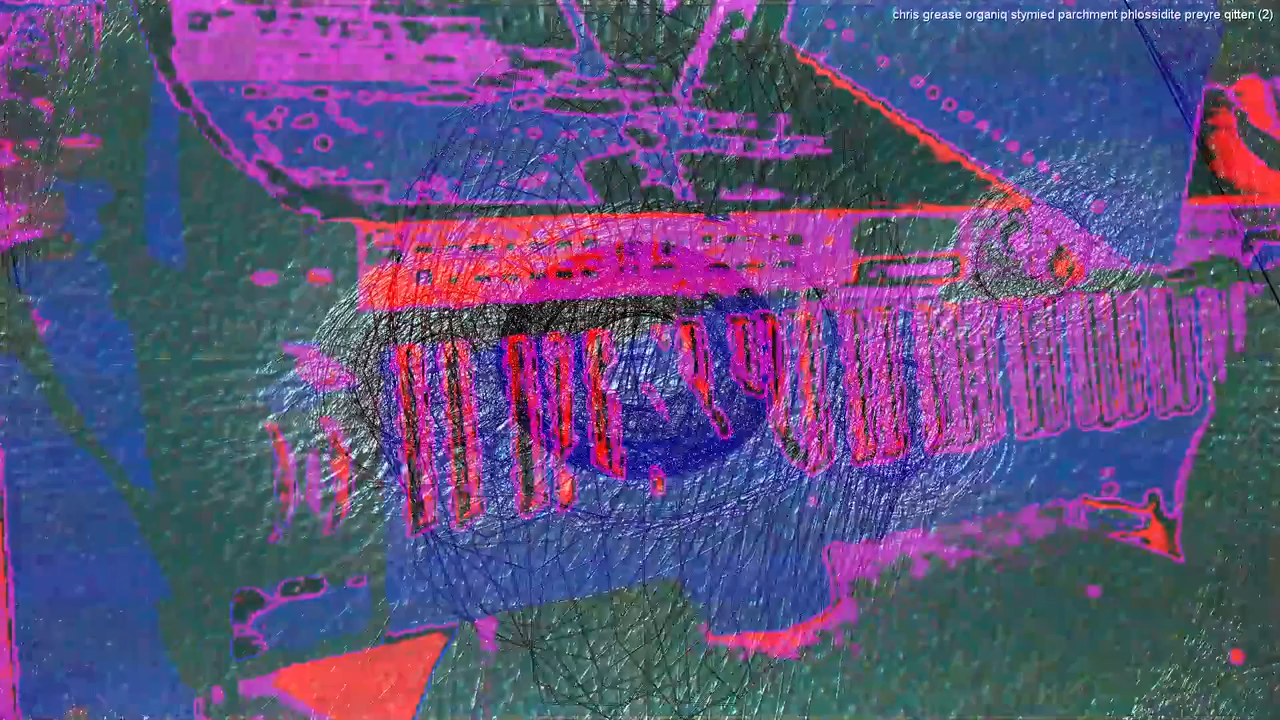 chris grease organiq stymied parchment phlossidite preyre qitten (2)